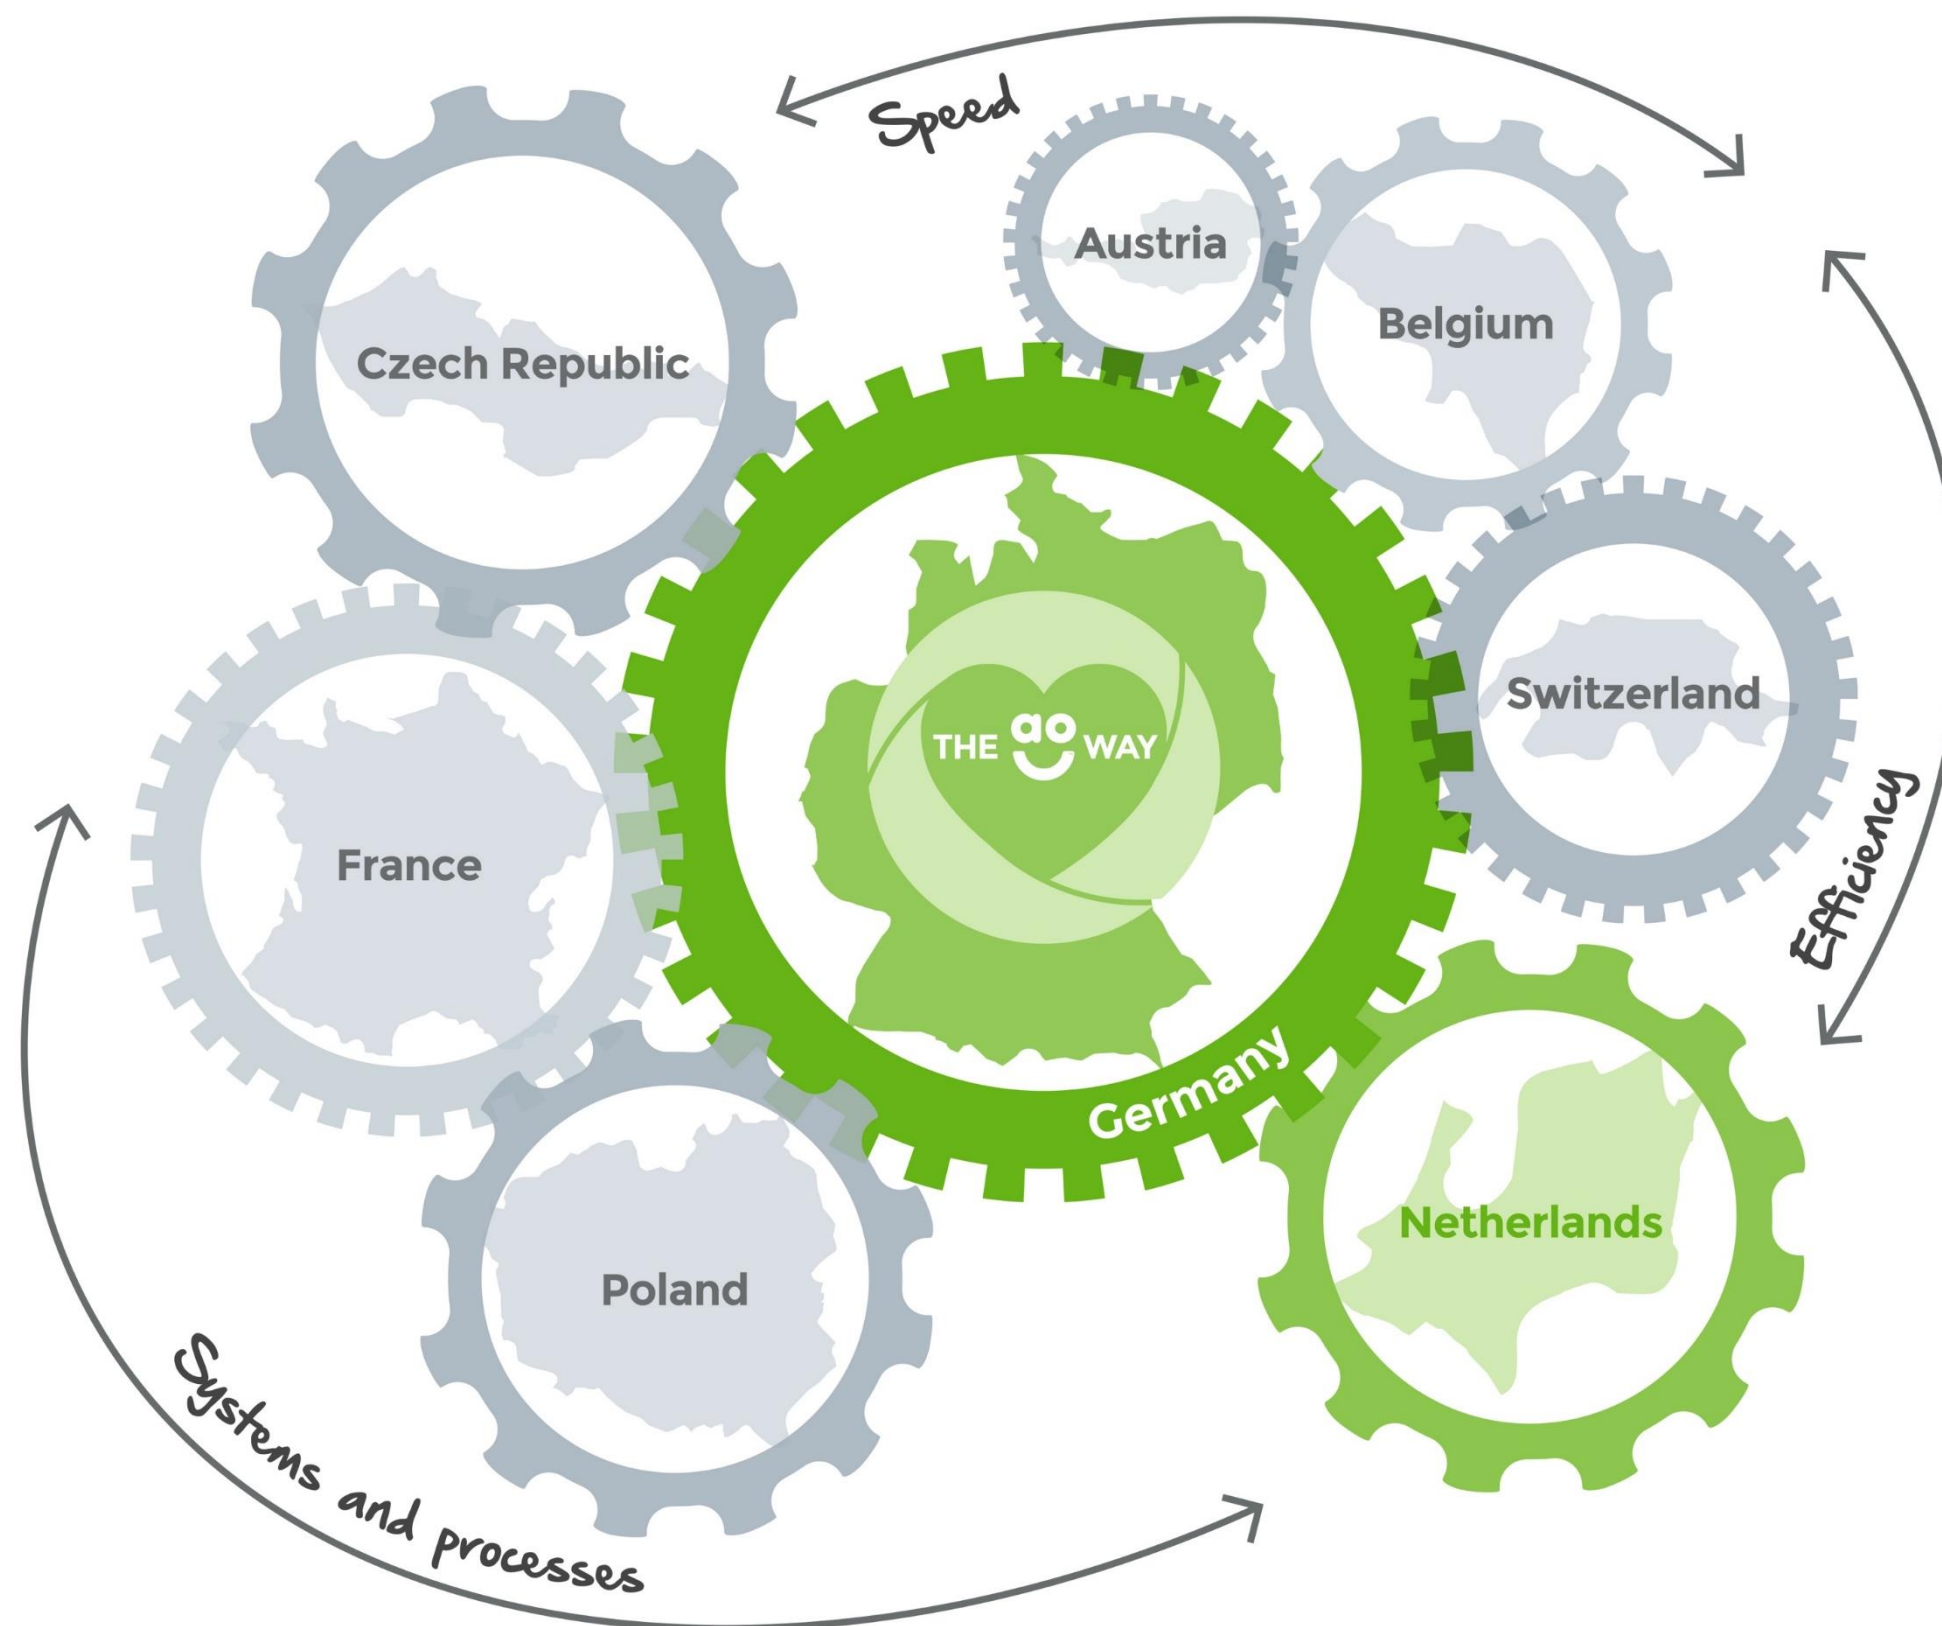 Speed
Austria
Belgium
Czech Republic
Switzerland
THE ao WAY
France
Efficiency
Germany
Netherlands
Poland
Systems and processes